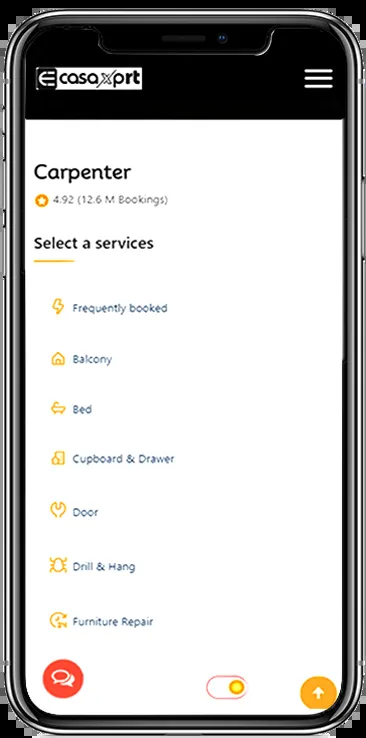 casaxprt
Carpenter
4.92 (12.6 M Bookings)
Select a services
Frequently booked
Balcony
Bed
Cupboard & Drawer
Door
Drill & Hang
Furniture Repair